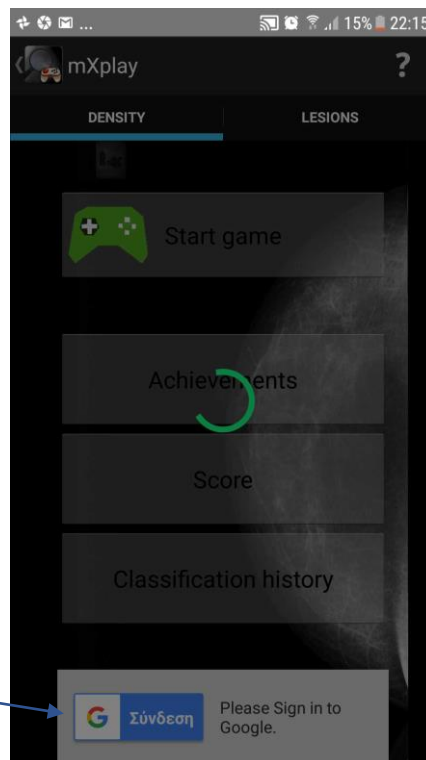 ... 15% 22:15
mXplay ?
DENSITY LESIONS
Start game
Achievements
Score
Classification history
G Σύνδεση Please Sign in to
Google.